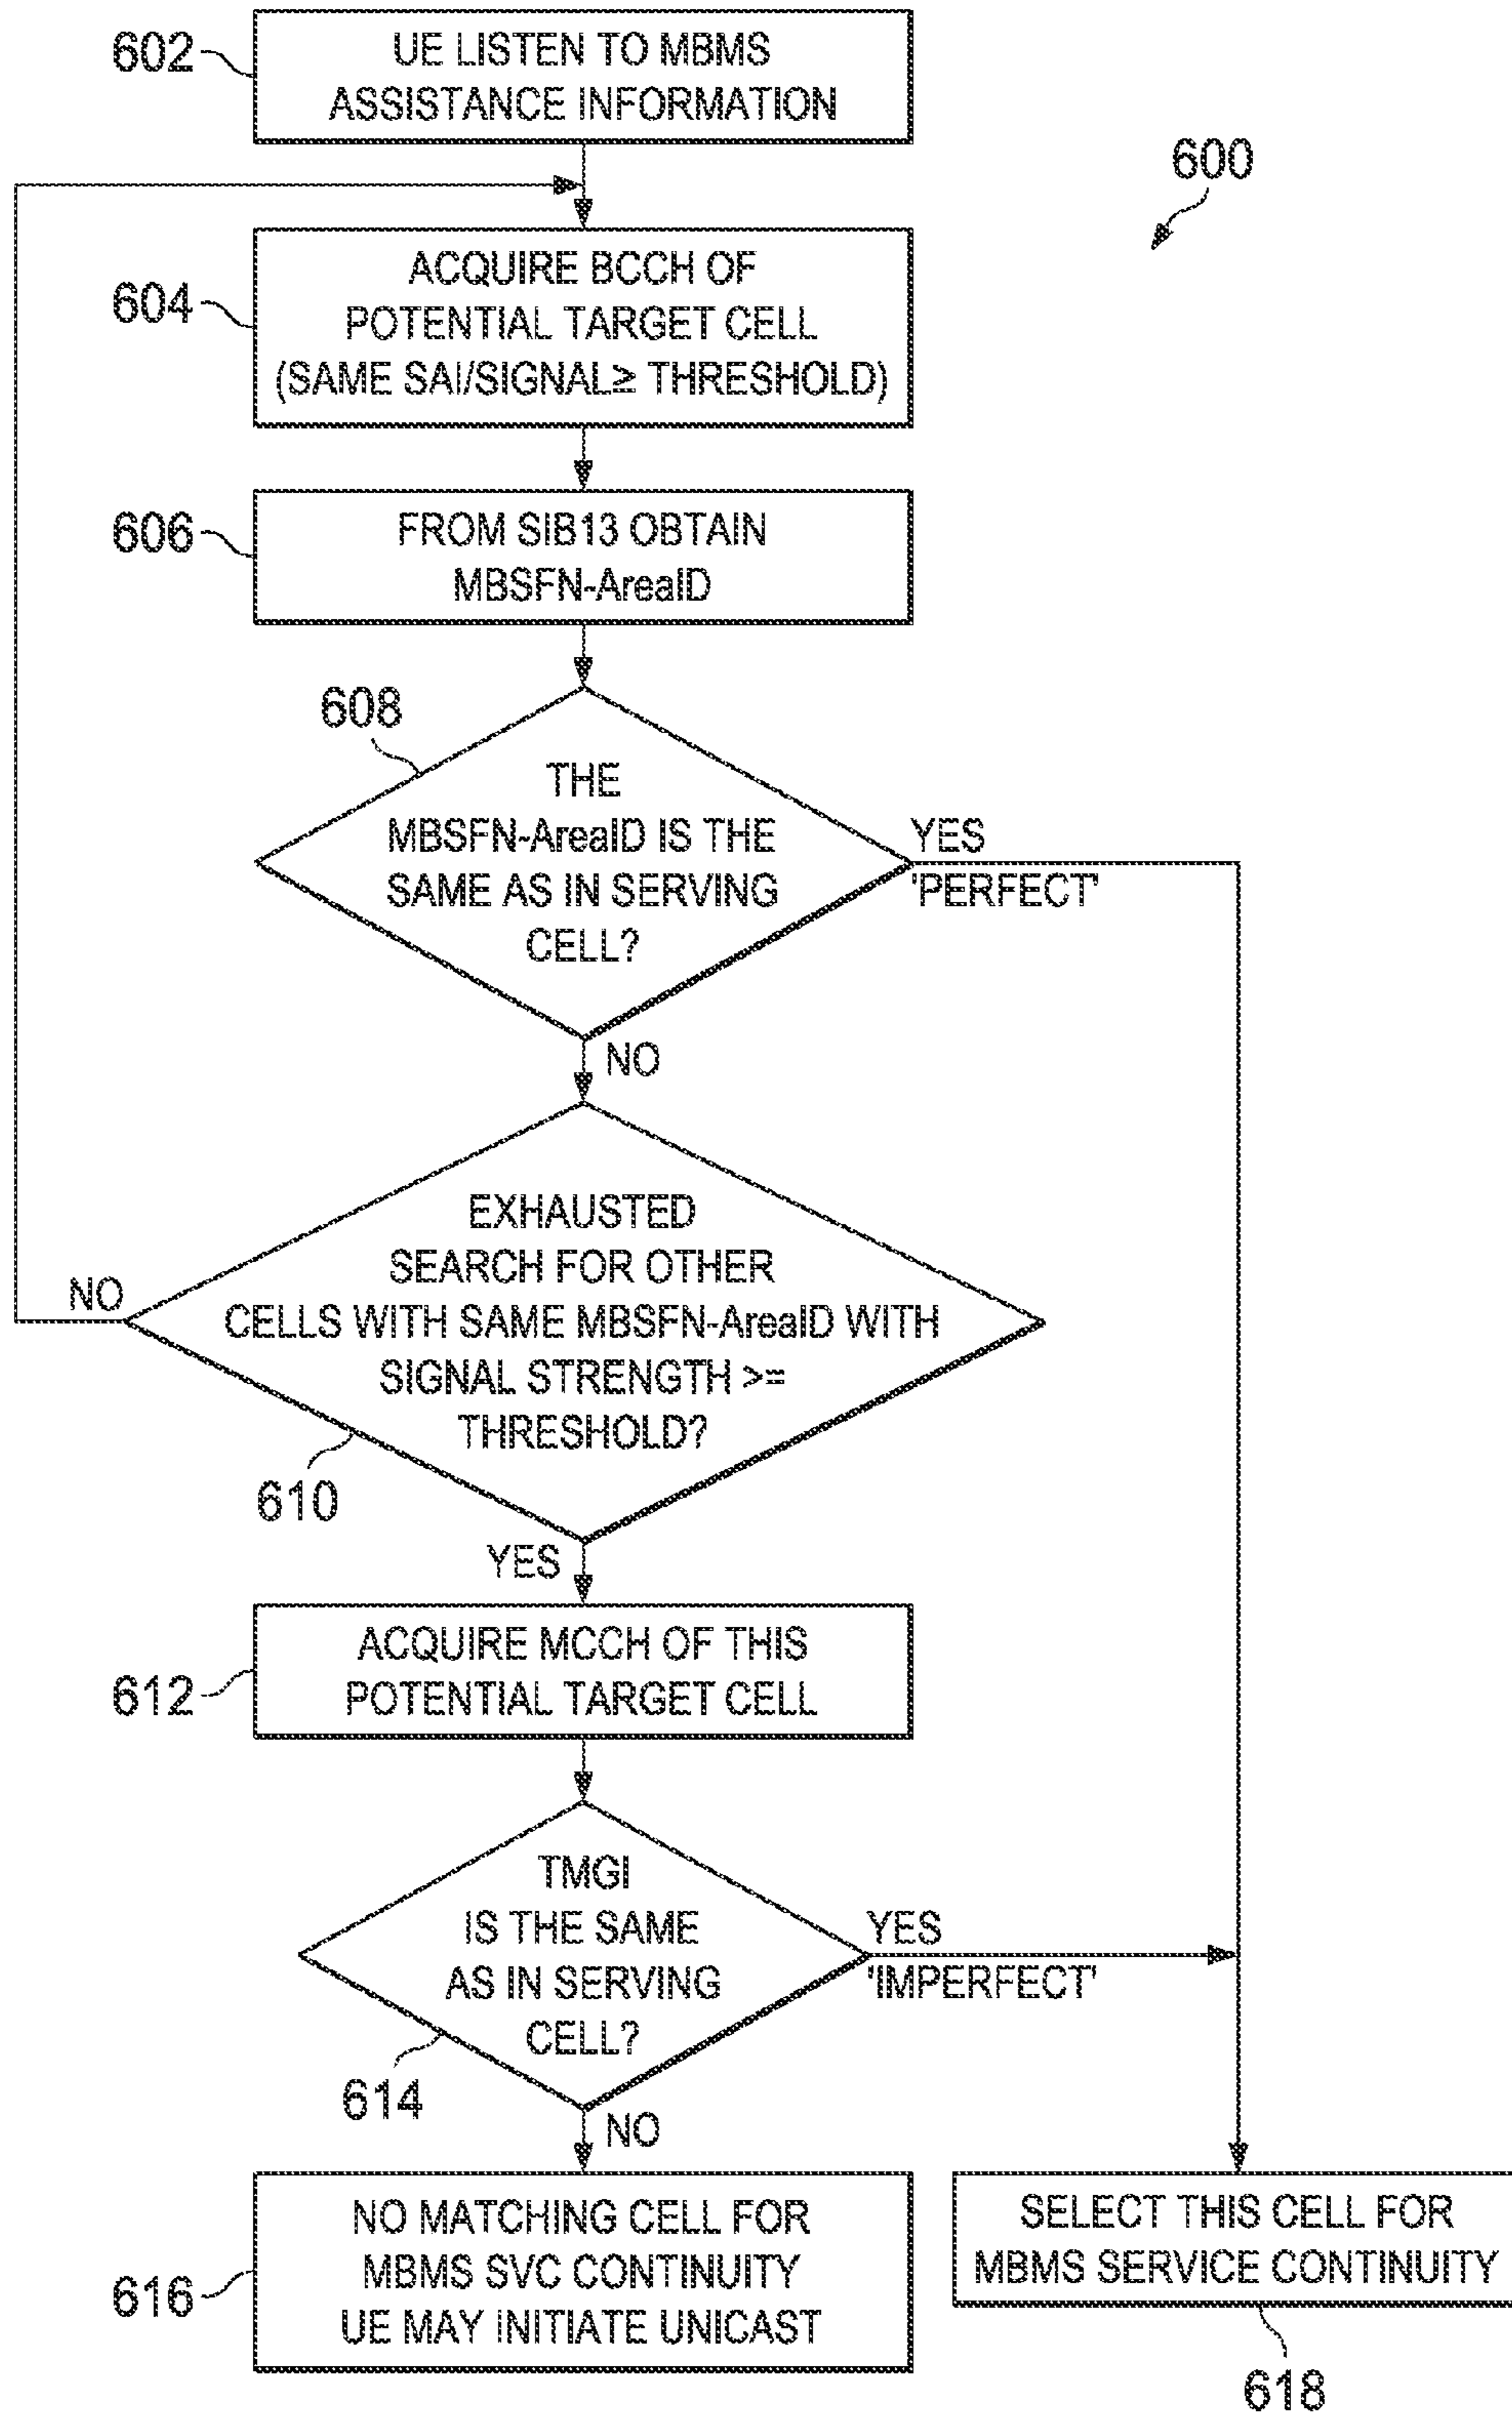 602
UE LISTEN TO MBMS
ASSISTANCE INFORMATION
600
604
ACQUIRE BCCH OF
POTENTIAL TARGET CELL
(SAME SAI/SIGNAL≥ THRESHOLD)
606
FROM SIB13 OBTAIN
MBSFN-AreaID
608
THE
MBSFN-AreaID IS THE
SAME AS IN SERVING
CELL?
YES
'PERFECT'
NO
EXHAUSTED
SEARCH FOR OTHER
CELLS WITH SAME MBSFN-AreaID WITH
SIGNAL STRENGTH >=
THRESHOLD?
NO
610
YES
612
ACQUIRE MCCH OF THIS
POTENTIAL TARGET CELL
TMGI
IS THE SAME
AS IN SERVING
CELL?
YES
'IMPERFECT'
614
NO
616
NO MATCHING CELL FOR
MBMS SVC CONTINUITY
UE MAY INITIATE UNICAST
SELECT THIS CELL FOR
MBMS SERVICE CONTINUITY
618